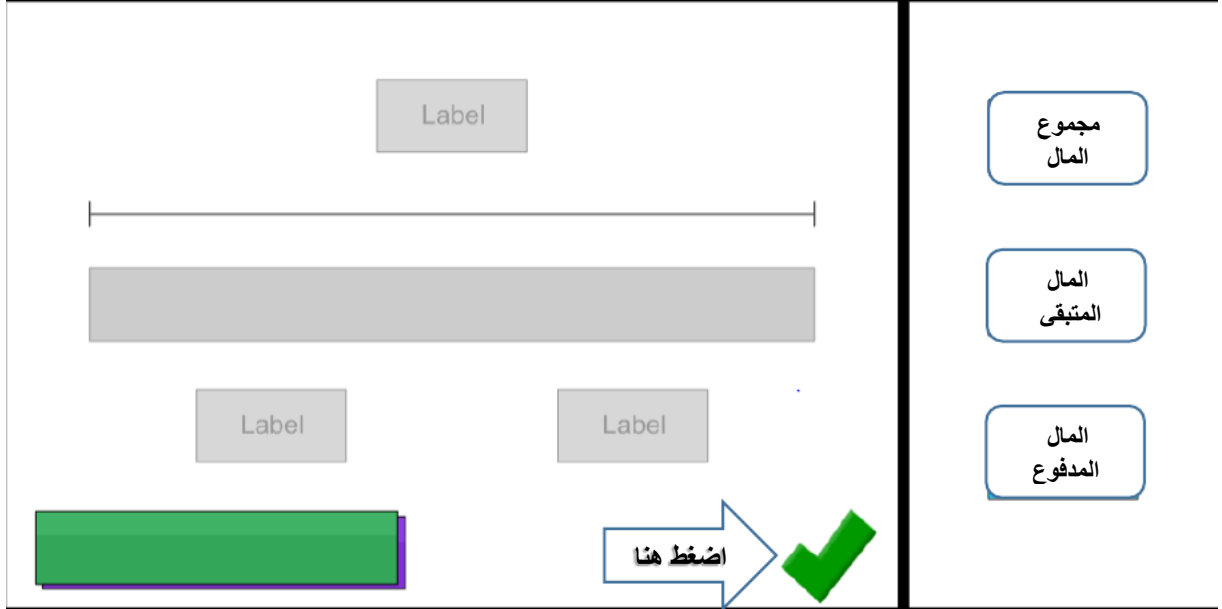 Label
مجموع
المال
المال
المتبقى
Label
Label
المال
المدفوع
اضغط هنا